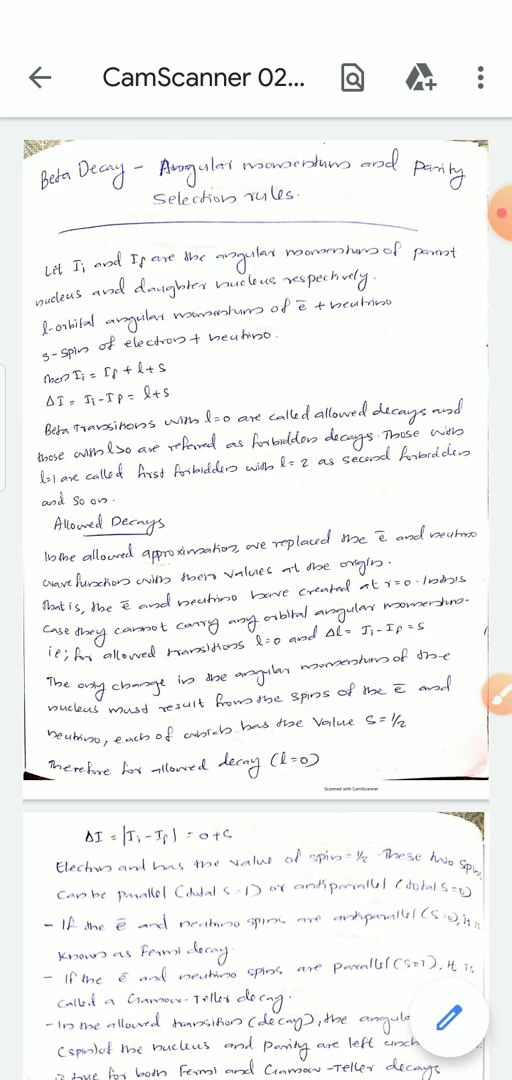 CamScanner 02...
Beta Decay - Angular momentum and Parity
selection rules.
Let Ii and If are the angular momentum of parent
nucleus and daughter nucleus respectively.
l-orbital angular momentum of e̅ + neutrino
s-spin of electron + neutino.
then Ii = If + l + s
ΔI = Ii - If = l + s
Beta Transitions with l=0 are called allowed decays and
those with l>0 are referred as forbidden decays. Those with
l=1 are called first forbidden with l = 2 as second forbidden
and so on.
Allowed Decays
In the allowed approximation, we replaced the e̅ and neutrino
wave function with their values at the origin.
That is, the e̅ and neutrino have created at r=0. In this
case they cannot carry any orbital angular momentum.
ie; for allowed transitions l=0 and Δl = Ii - If = s
The only change in the angular momentum of the
nucleus must result from the spins of the e̅ and
neutrino, each of which has the value s = 1/2
Therefore for allowed decay (l=0)
Scanned with CamScanner
ΔI = |Ii - If| = 0+s
Electron and has the value of spin = 1/2. These two spin
can be parallel (total s=1) or antiparallel (total s=0)
- If the e̅ and neutrino spins are antiparallel (s=0), it is
known as Fermi decay.
- If the e̅ and neutrino spins are parallel (s=1), it is
called a Gamow-Teller decay.
- In the allowed transition (decay), the angula
(spin) of the nucleus and parity are left unch
is true for both Fermi and Gamow-Teller decays